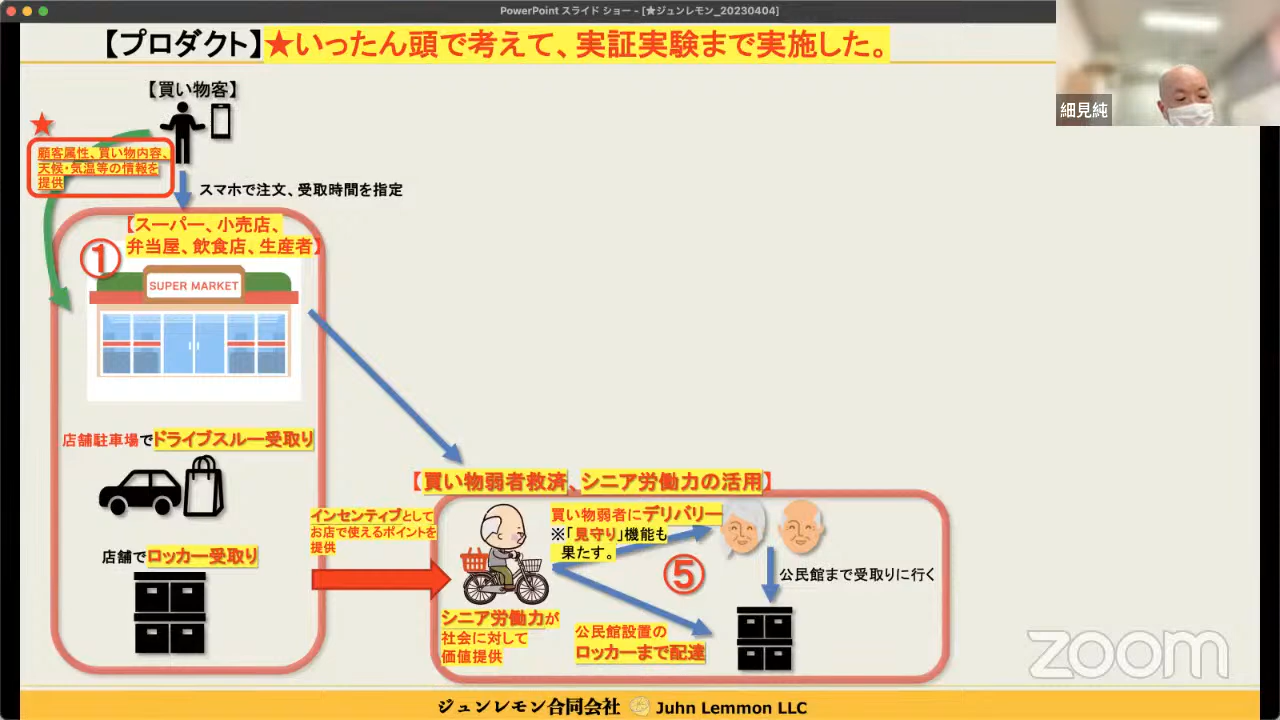 PowerPoint スライド ショー - [★ジュンレモン_20230404]
【プロダクト】★いったん頭で考えて、実証実験まで実施した。
細見純
【買い物客】
★
顧客属性、買い物内容、
天候・気温等の情報を
提供
スマホで注文、受取時間を指定
【スーパー、小売店、
弁当屋、飲食店、生産者】
①
SUPER MARKET
店舗駐車場でドライブスルー受取り
店舗でロッカー受取り
インセンティブとして
お店で使えるポイントを
提供
【買い物弱者救済、シニア労働力の活用】
買い物弱者にデリバリー
※「見守り」機能も
果たす。
⑤
公民館まで受取りに行く
シニア労働力が
社会に対して
価値提供
公民館設置の
ロッカーまで配達
zoom
ジュンレモン合同会社 Juhn Lemmon LLC